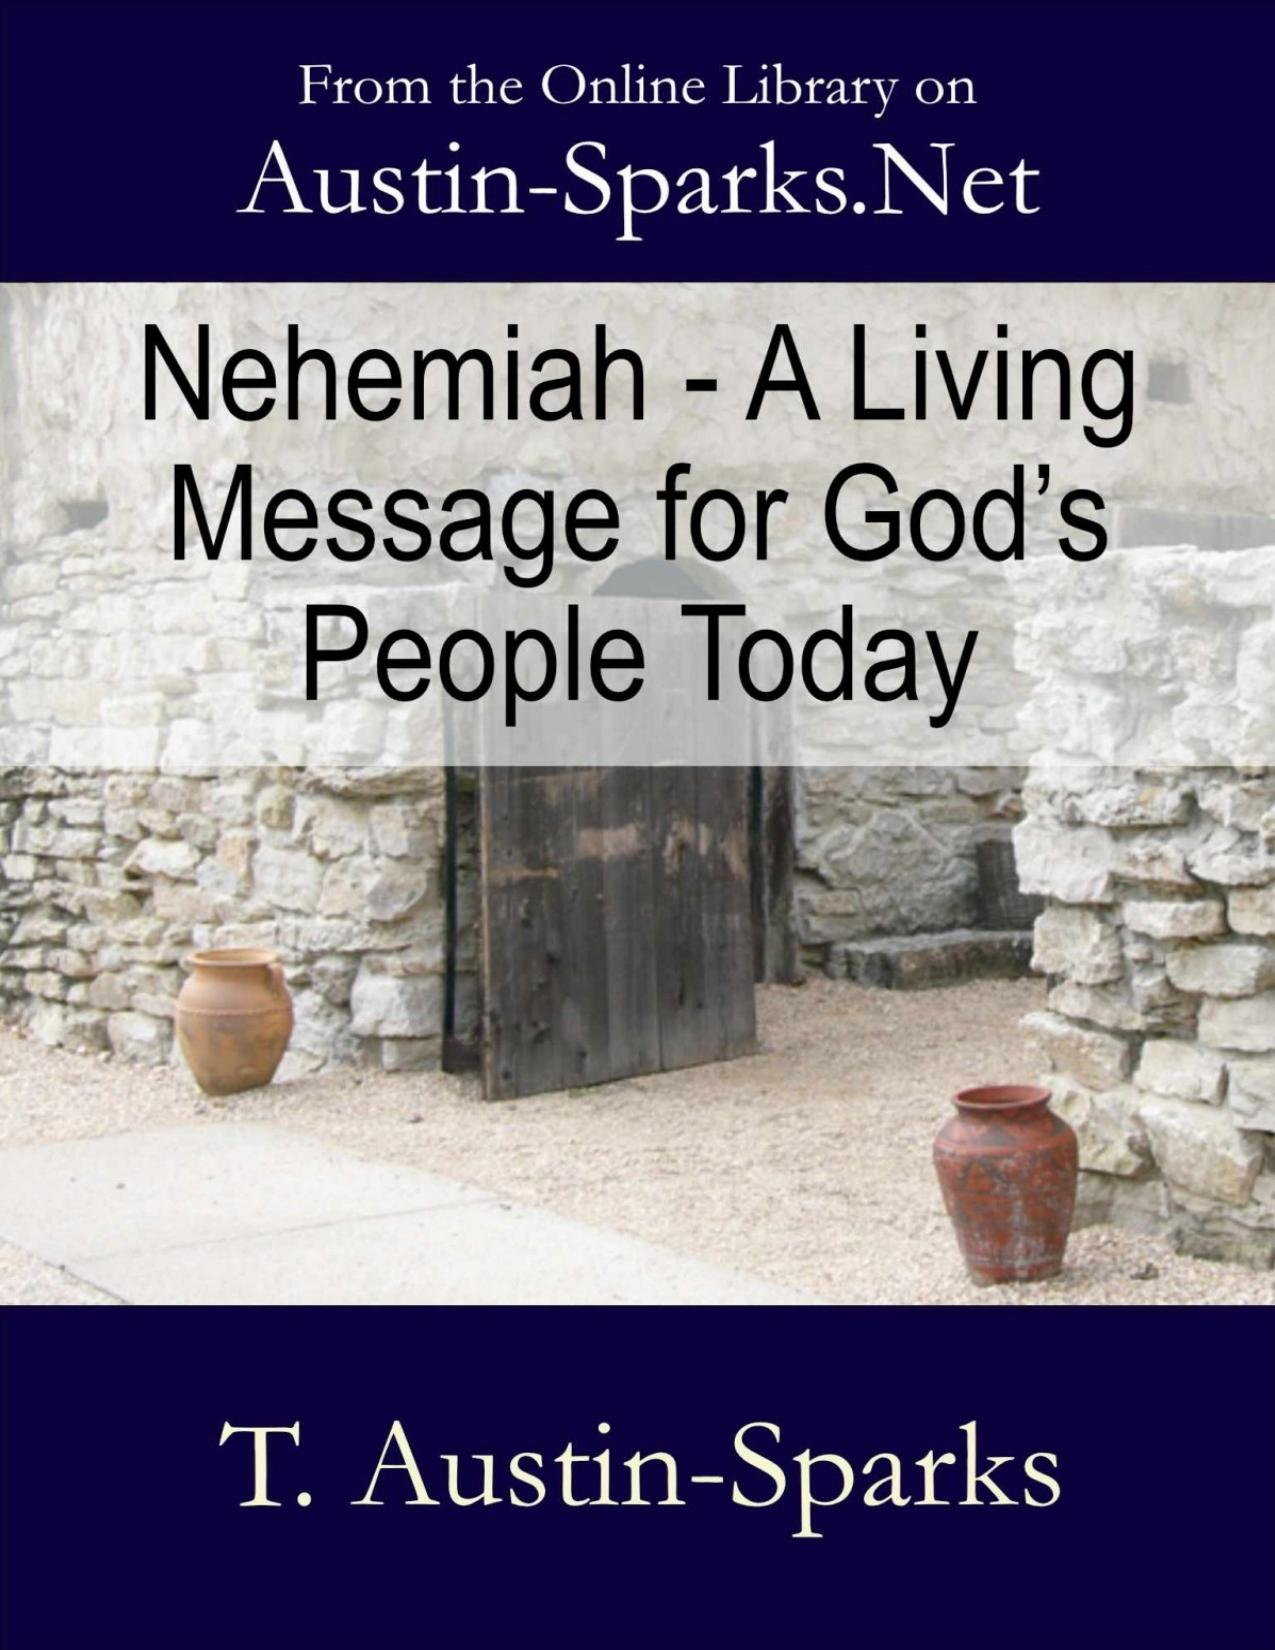 From the Online Library on
Austin-Sparks.Net
Nehemiah - A Living
Message for God's
People Today
T. Austin-Sparks